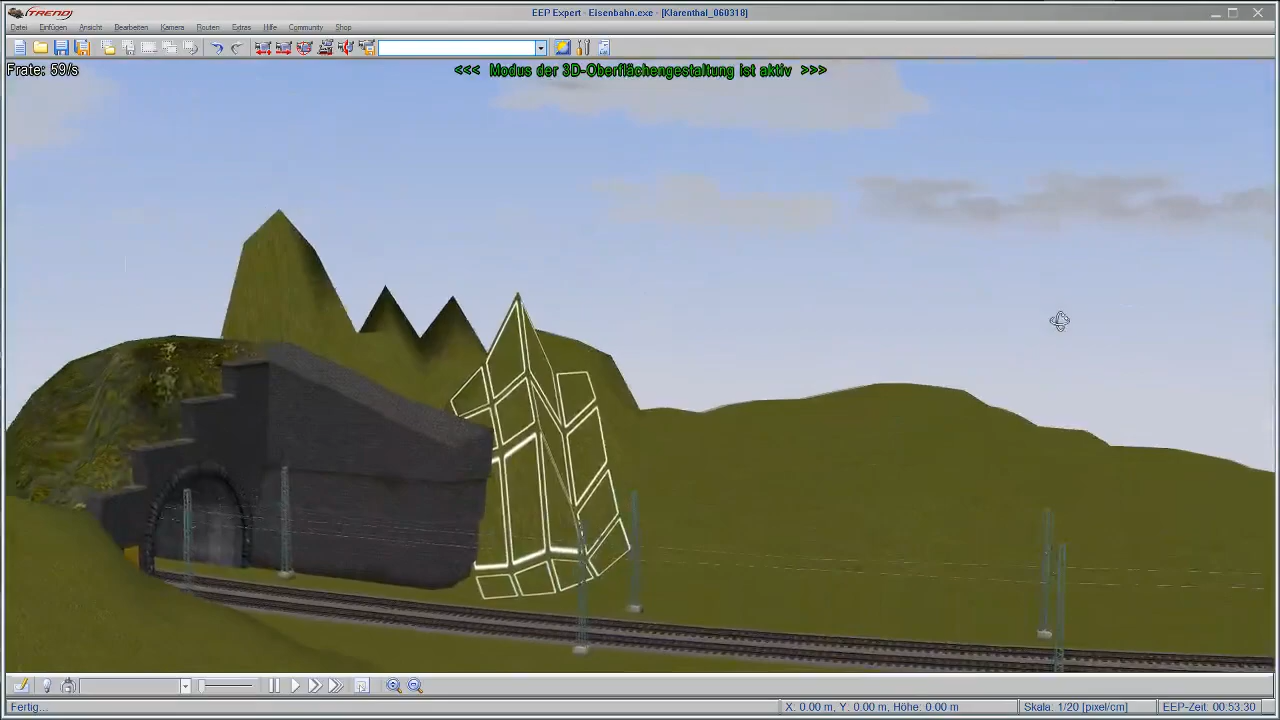 TREND
EEP Expert - Eisenbahn.exe - [Klarenthal_060318]
Datei Einfügen Ansicht Bearbeiten Kamera Routen Extras Hilfe Community Shop
Frate: 59/s
<<< Modus der 3D-Oberflächengestaltung ist aktiv >>>
Fertig...
X: 0.00 m, Y: 0.00 m, Höhe: 0.00 m
Skala: 1/20 [pixel/cm]
EEP-Zeit: 00:53:30